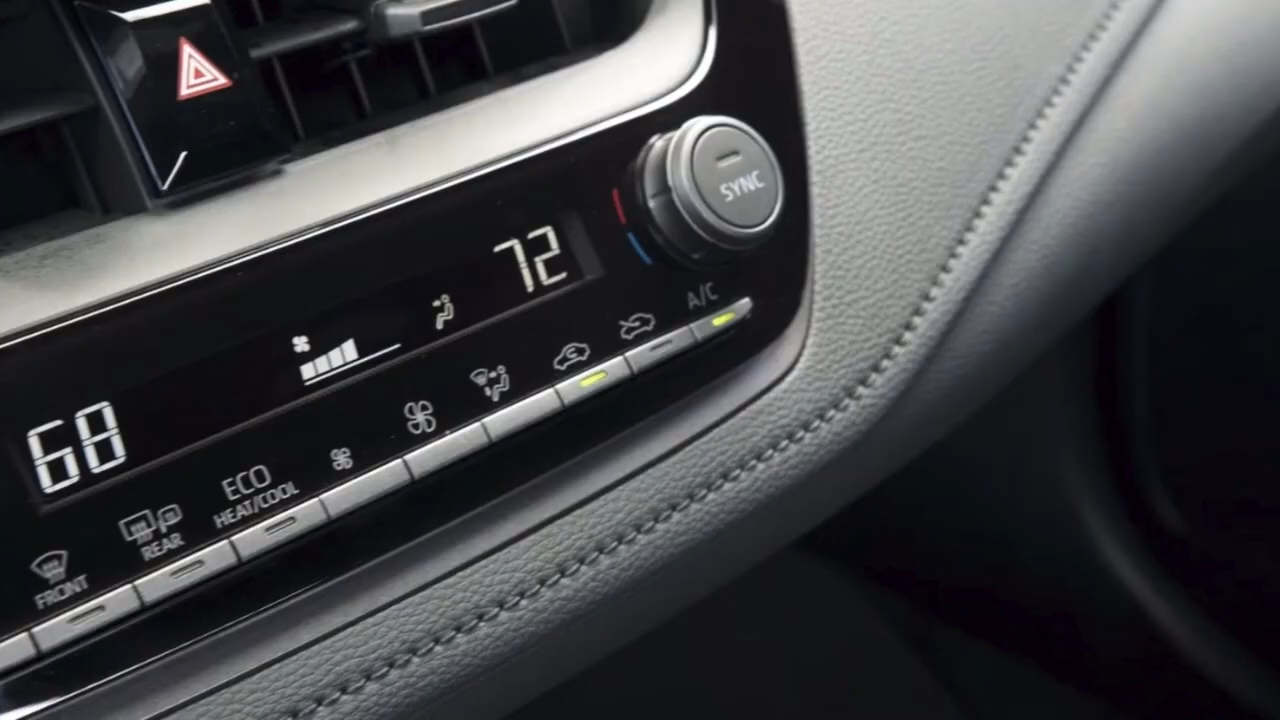 SYNC
72
A/C
68
ECO
HEAT/COOL
REAR
FRONT